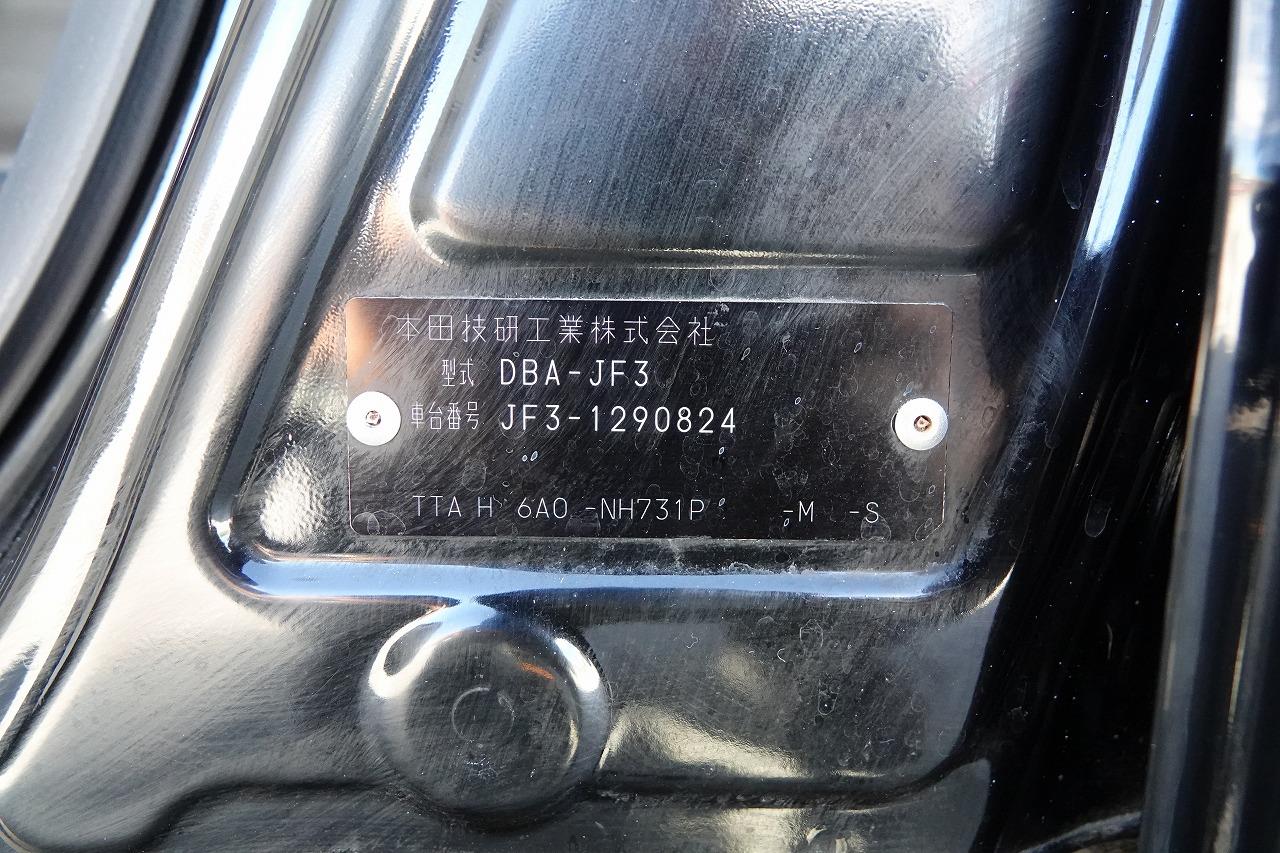 本田技研工業株式会社
型式 DBA-JF3
車台番号 JF3-1290824
TTA H 6A0 -NH731P -M -S